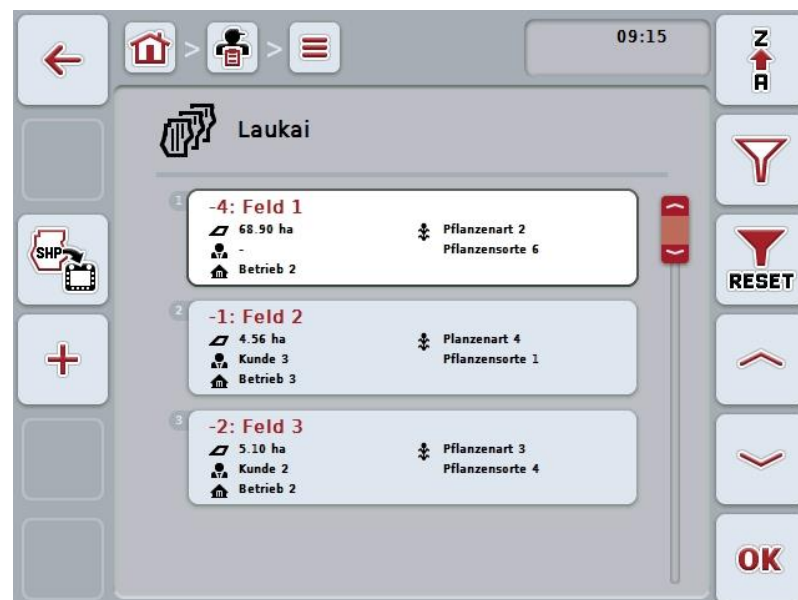 09:15
Z
A
Laukai
1
-4: Feld 1
68.90 ha
Pflanzenart 2
-
Pflanzensorte 6
Betrieb 2
SHP
RESET
2
-1: Feld 2
4.56 ha
Planzenart 4
Kunde 3
Pflanzensorte 1
Betrieb 3
3
-2: Feld 3
5.10 ha
Pflanzenart 3
Kunde 2
Pflanzensorte 4
Betrieb 2
OK